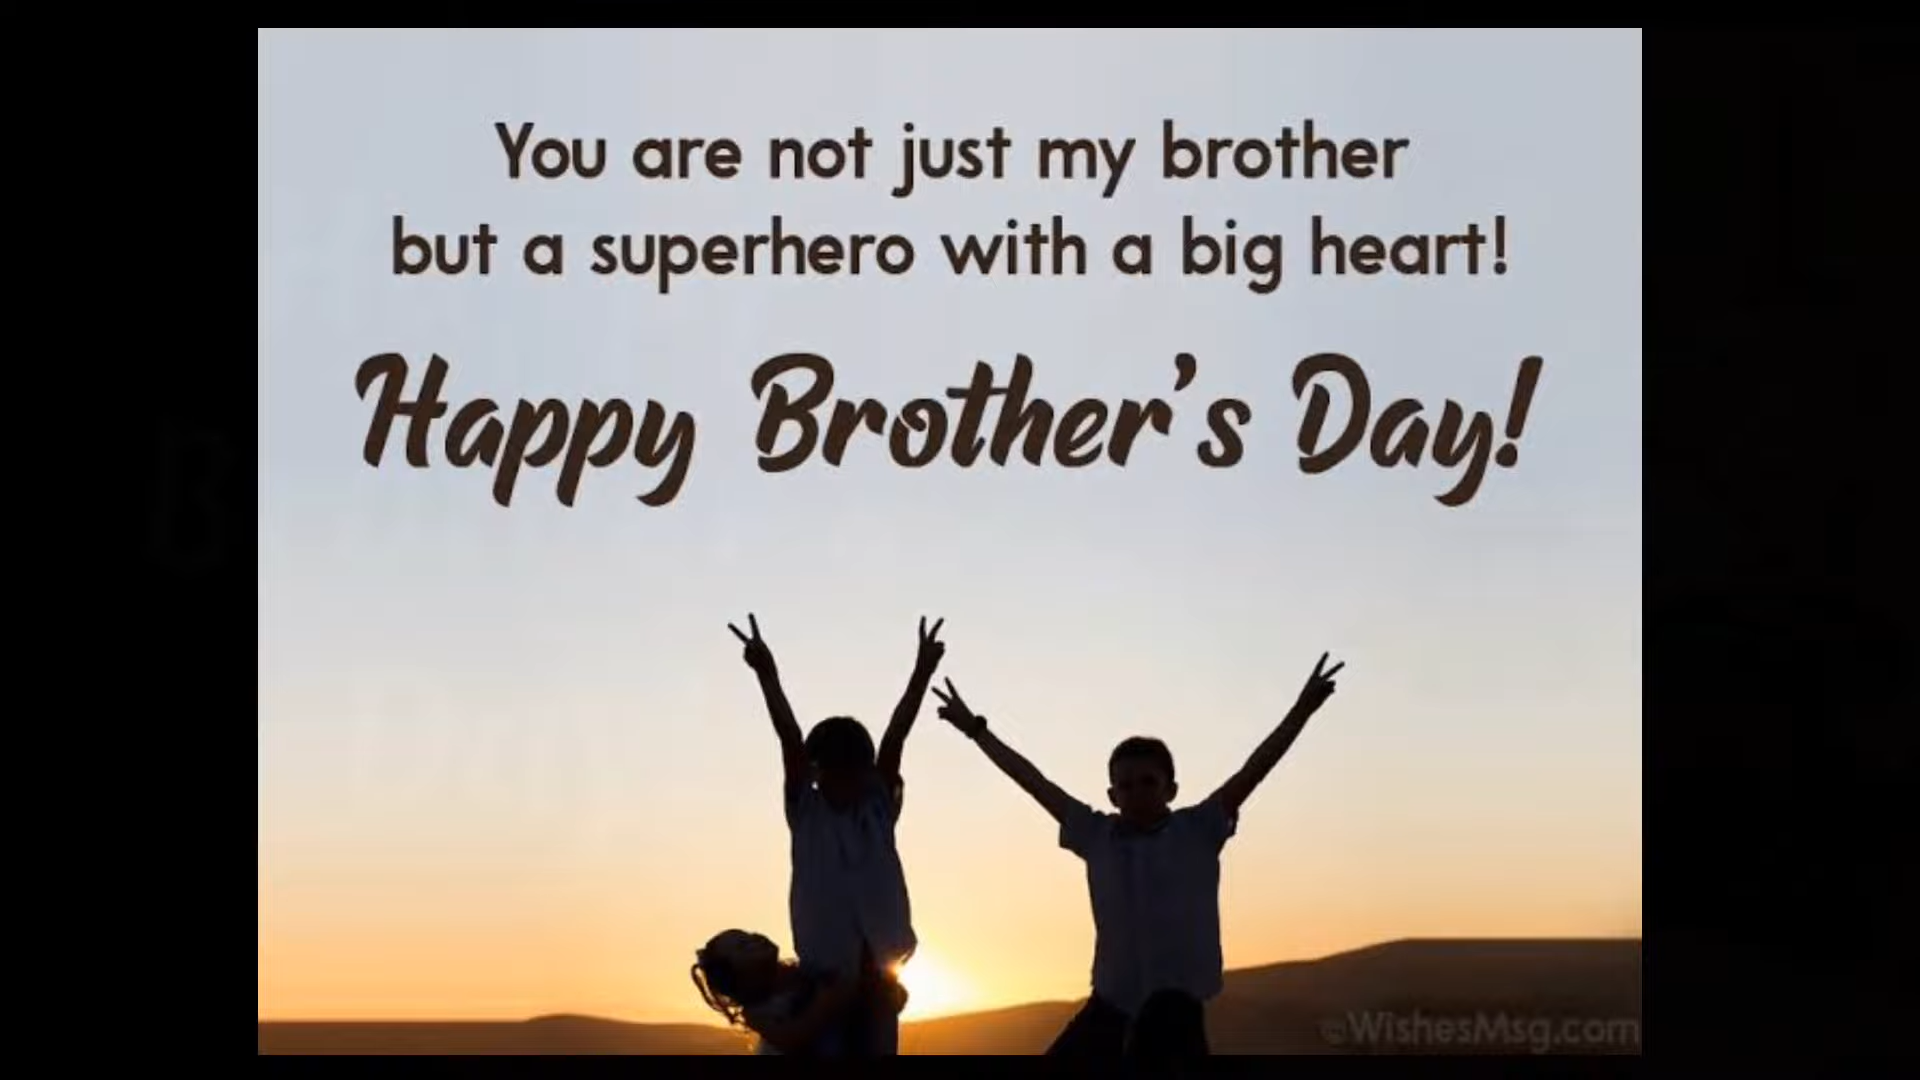 You are not just my brother
but a superhero with a big heart!
Happy Brother's Day!
©WishesMsg.com